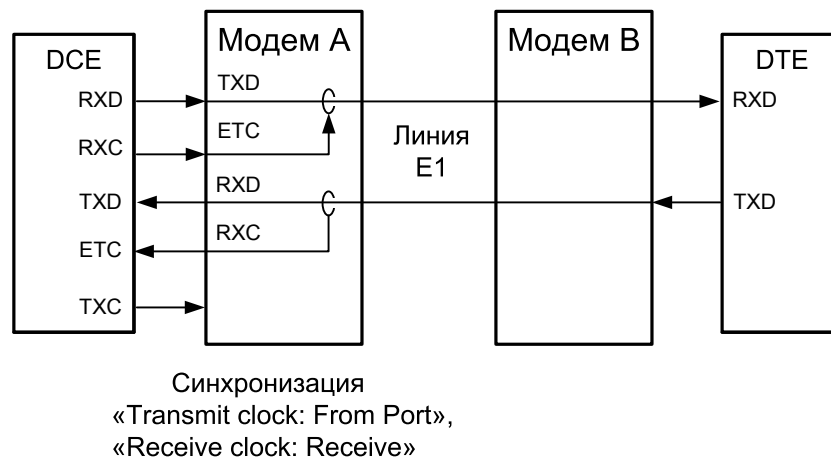 Модем А
Модем В
DCE
DTE
TXD
RXD
RXD
ETC
RXC
Линия
E1
RXD
TXD
TXD
RXC
ETC
TXC
Синхронизация
«Transmit clock: From Port»,
«Receive clock: Receive»